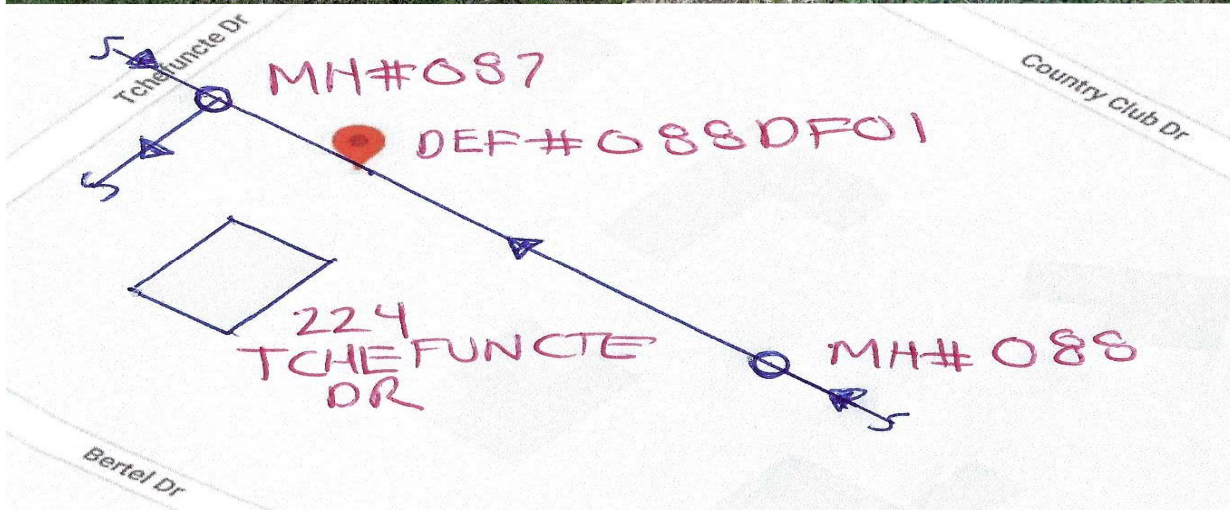 Tchefuncte Dr
MH#087
Country Club Dr
DEF#088DF01
224
TCHEFUNCTE
DR
MH#088
Bertel Dr
S
S
S